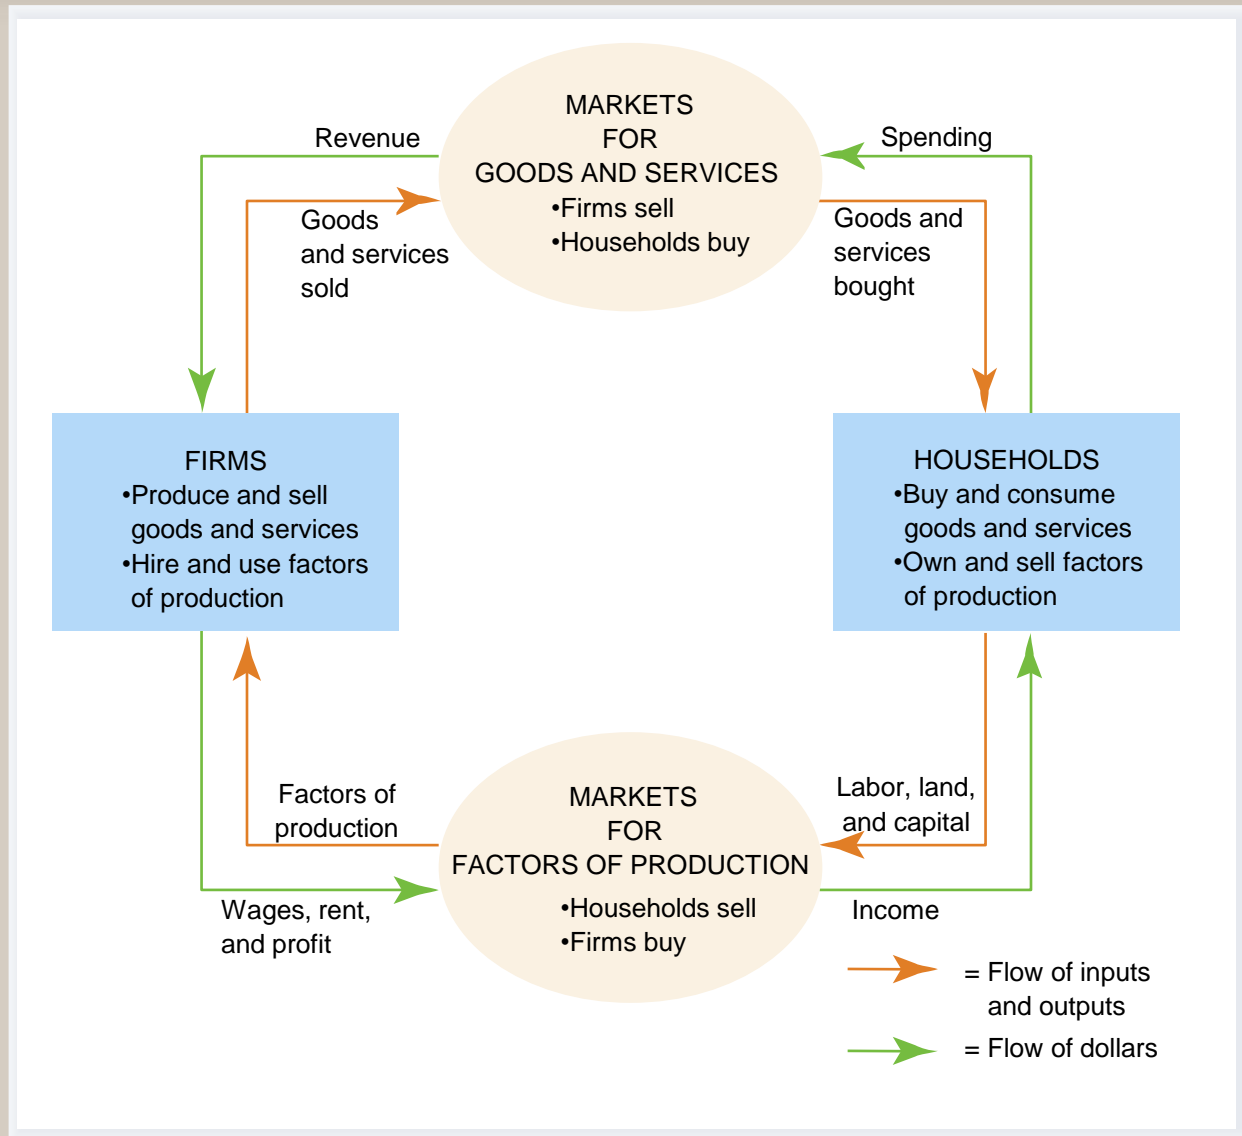 MARKETS
FOR
GOODS AND SERVICES
•Firms sell
•Households buy
Revenue
Spending
Goods
and services
sold
Goods and
services
bought
FIRMS
•Produce and sell
goods and services
•Hire and use factors
of production
HOUSEHOLDS
•Buy and consume
goods and services
•Own and sell factors
of production
Factors of
production
Labor, land,
and capital
MARKETS
FOR
FACTORS OF PRODUCTION
•Households sell
•Firms buy
Wages, rent,
and profit
Income
= Flow of inputs
and outputs
= Flow of dollars